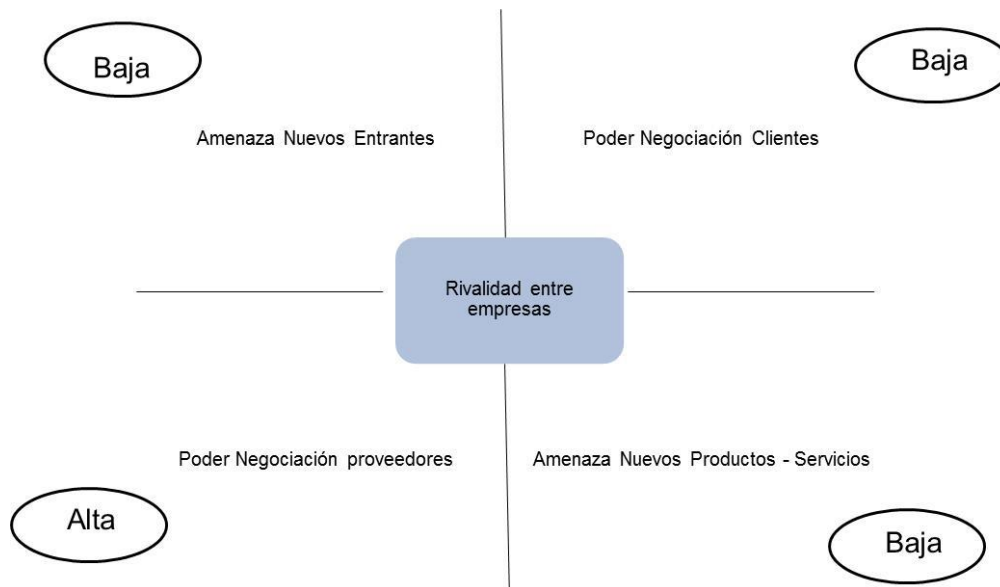 Baja
Baja
Amenaza Nuevos Entrantes
Poder Negociación Clientes
Rivalidad entre
empresas
Poder Negociación proveedores
Amenaza Nuevos Productos - Servicios
Alta
Baja